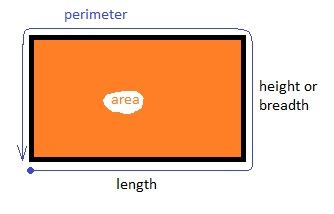 perimeter
area
height or
breadth
length